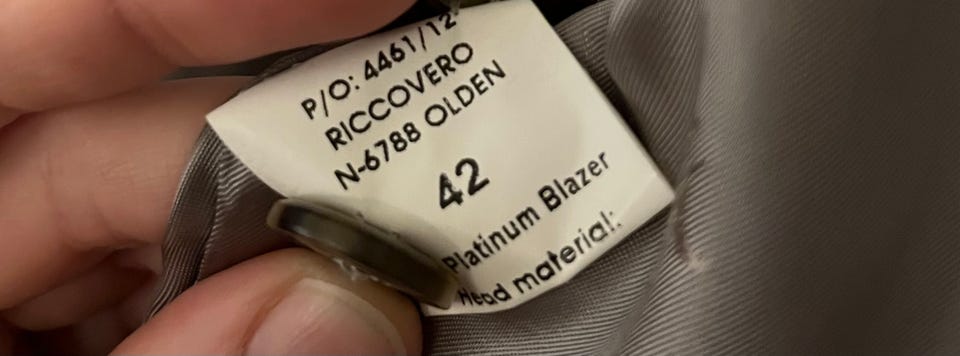 P/O: 4461/12
RICCOVERO
N-6788 OLDEN
42
Platinum Blazer
Head material: